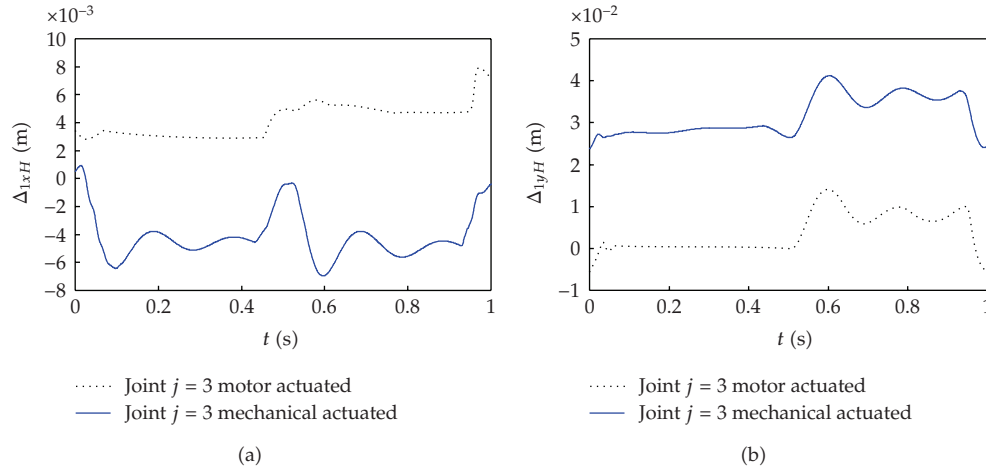 ×10⁻³
10
8
6
4
2
0
−2
−4
−6
−8
0 0.2 0.4 0.6 0.8 1
Δ₁ₓH (m)
t (s)
Joint j = 3 motor actuated
Joint j = 3 mechanical actuated
(a)
×10⁻²
5
4
3
2
1
0
−1
0 0.2 0.4 0.6 0.8 1
Δ₁yH (m)
t (s)
Joint j = 3 motor actuated
Joint j = 3 mechanical actuated
(b)